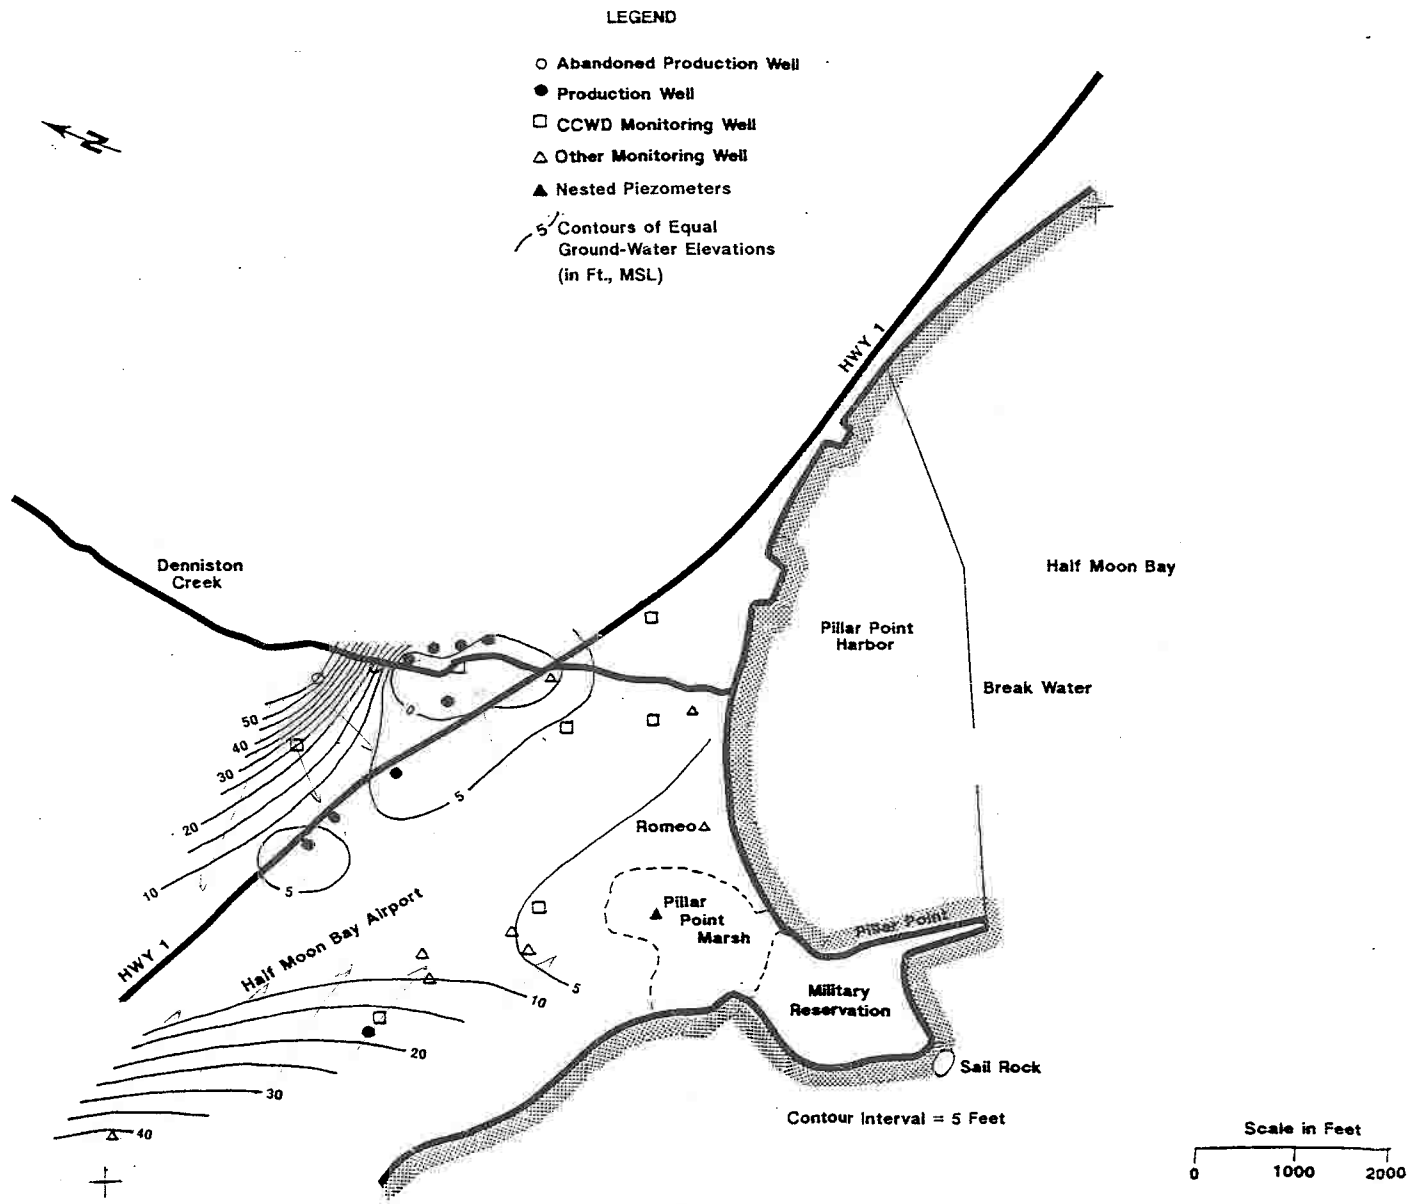 LEGEND
Abandoned Production Well
Production Well
CCWD Monitoring Well
Other Monitoring Well
Nested Piezometers
5
Contours of Equal
Ground-Water Elevations
(in Ft., MSL)
N
HWY 1
Denniston
Creek
Half Moon Bay
Pillar Point
Harbor
Break Water
50
40
30
20
10
0
5
5
Romeo
Pillar
Point
Marsh
Pillar Point
HWY 1
Half Moon Bay Airport
10
5
20
30
40
Military
Reservation
Sail Rock
Contour Interval = 5 Feet
Scale in Feet
0 1000 2000